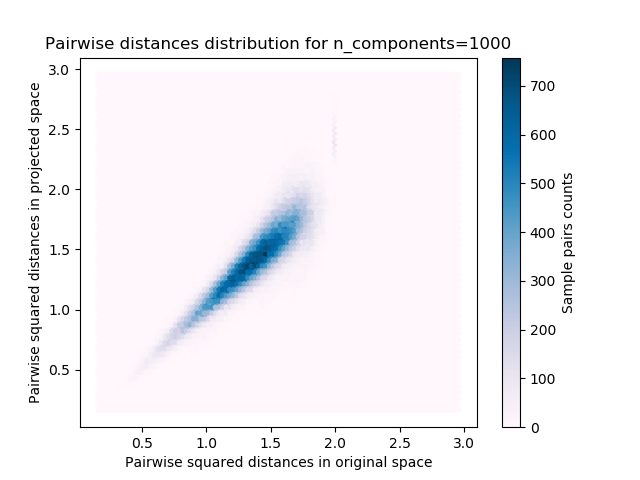 Pairwise distances distribution for n_components=1000
Pairwise squared distances in projected space
3.0
2.5
2.0
1.5
1.0
0.5
0.5 1.0 1.5 2.0 2.5 3.0
Pairwise squared distances in original space
700
600
500
400
300
200
100
0
Sample pairs counts